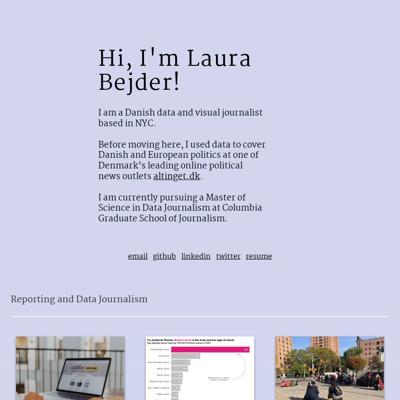 Hi, I'm Laura
Bejder!
I am a Danish data and visual journalist
based in NYC.
Before moving here, I used data to cover
Danish and European politics at one of
Denmark's leading online political
news outlets altinget.dk.
I am currently pursuing a Master of
Science in Data Journalism at Columbia
Graduate School of Journalism.
email github linkedin twitter resume
Reporting and Data Journalism